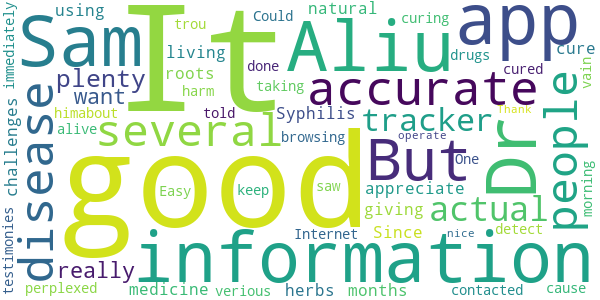 using
Sam
It
natural
Could
trou
Aliu
app
curing
cure
immediately
living
roots
done
drugs
plenty
harm
taking
accurate
cured
vain
want
himabout
told
Syphilis
tracker
people
challenges
disease
alive
several
browsing
Dr
operate
Thank
good
But
One
morning
Easy
keep
saw
appreciate
giving
actual
testimonies
Internet
Since
nice
detect
information
really
perplexed
medicine
verious
herbs
months
contacted
cause